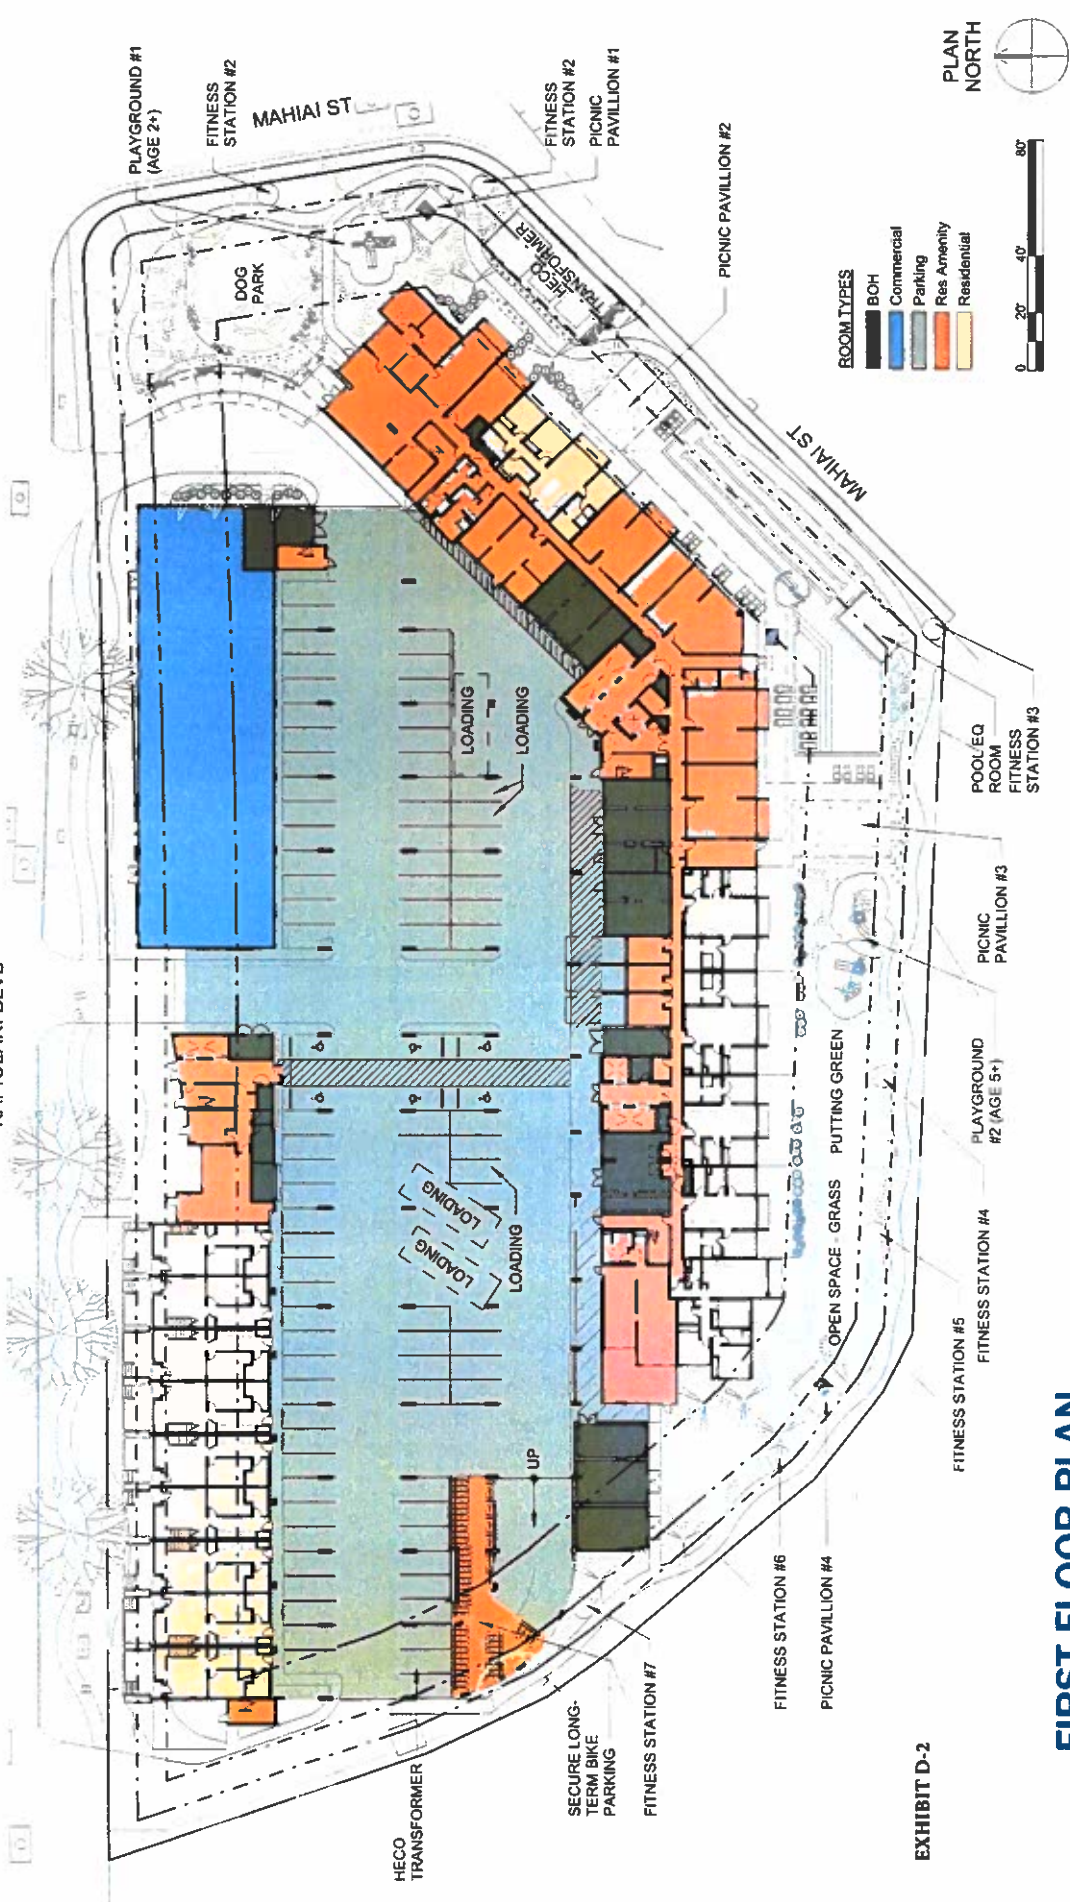 PLAYGROUND #1
(AGE 2+)
FITNESS
STATION #2
MAHIAI ST
FITNESS
STATION #2
PICNIC
PAVILLION #1
PICNIC PAVILLION #2
PLAN
NORTH
DOG
PARK
HECO
TRANSFORMER
ROOM TYPES
BOH
Commercial
Parking
Res Amenity
Residential
0
20'
40'
80'
MAHIAI ST
LOADING
LOADING
POOL EQ
ROOM
FITNESS
STATION #3
PICNIC
PAVILLION #3
PLAYGROUND
#2 (AGE 5+)
PUTTING GREEN
OPEN SPACE - GRASS
LOADING
LOADING
LOADING
FITNESS STATION #4
FITNESS STATION #5
UP
FITNESS STATION #6
PICNIC PAVILLION #4
FITNESS STATION #7
SECURE LONG-
TERM BIKE
PARKING
HECO
TRANSFORMER
EXHIBIT D-2
FIRST FLOOR PLAN